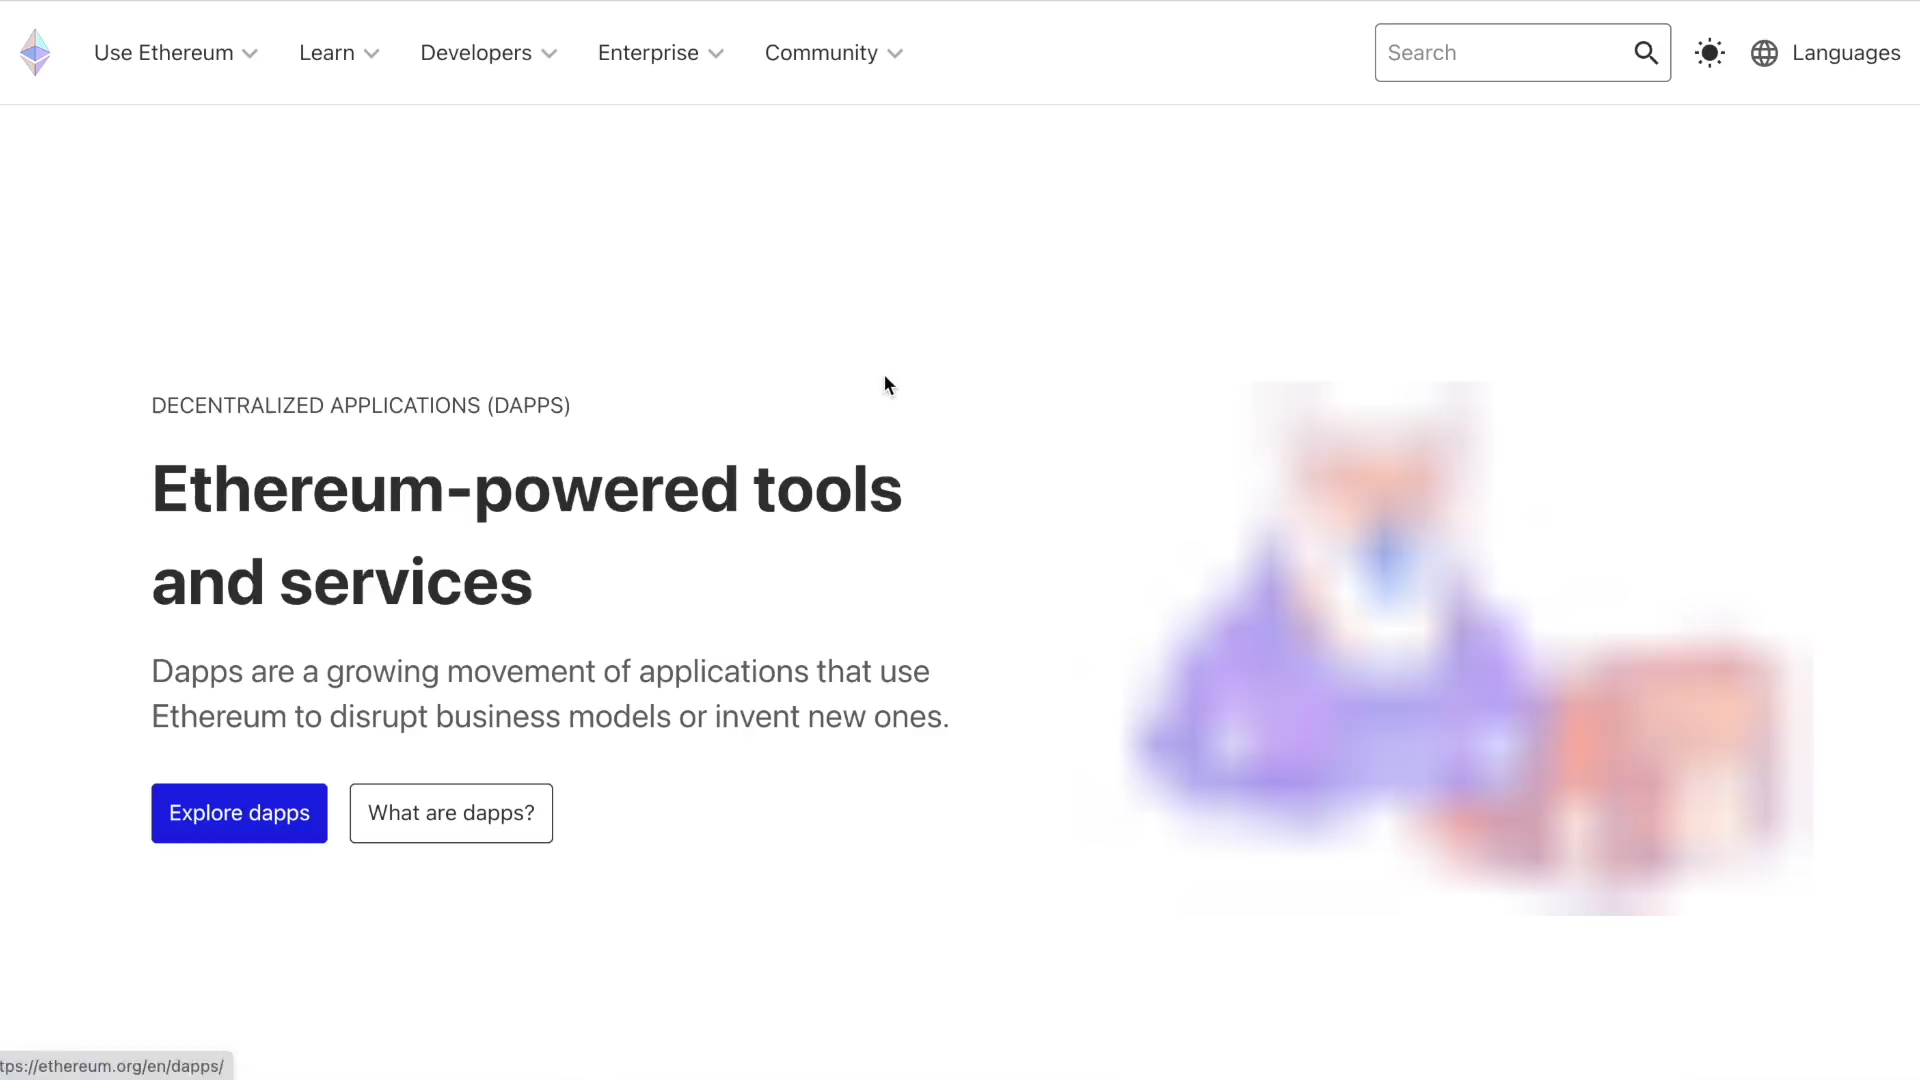 Use Ethereum
Learn
Developers
Enterprise
Community
Search
Languages
DECENTRALIZED APPLICATIONS (DAPPS)
Ethereum-powered tools
and services
Dapps are a growing movement of applications that use
Ethereum to disrupt business models or invent new ones.
Explore dapps
What are dapps?
tps://ethereum.org/en/dapps/